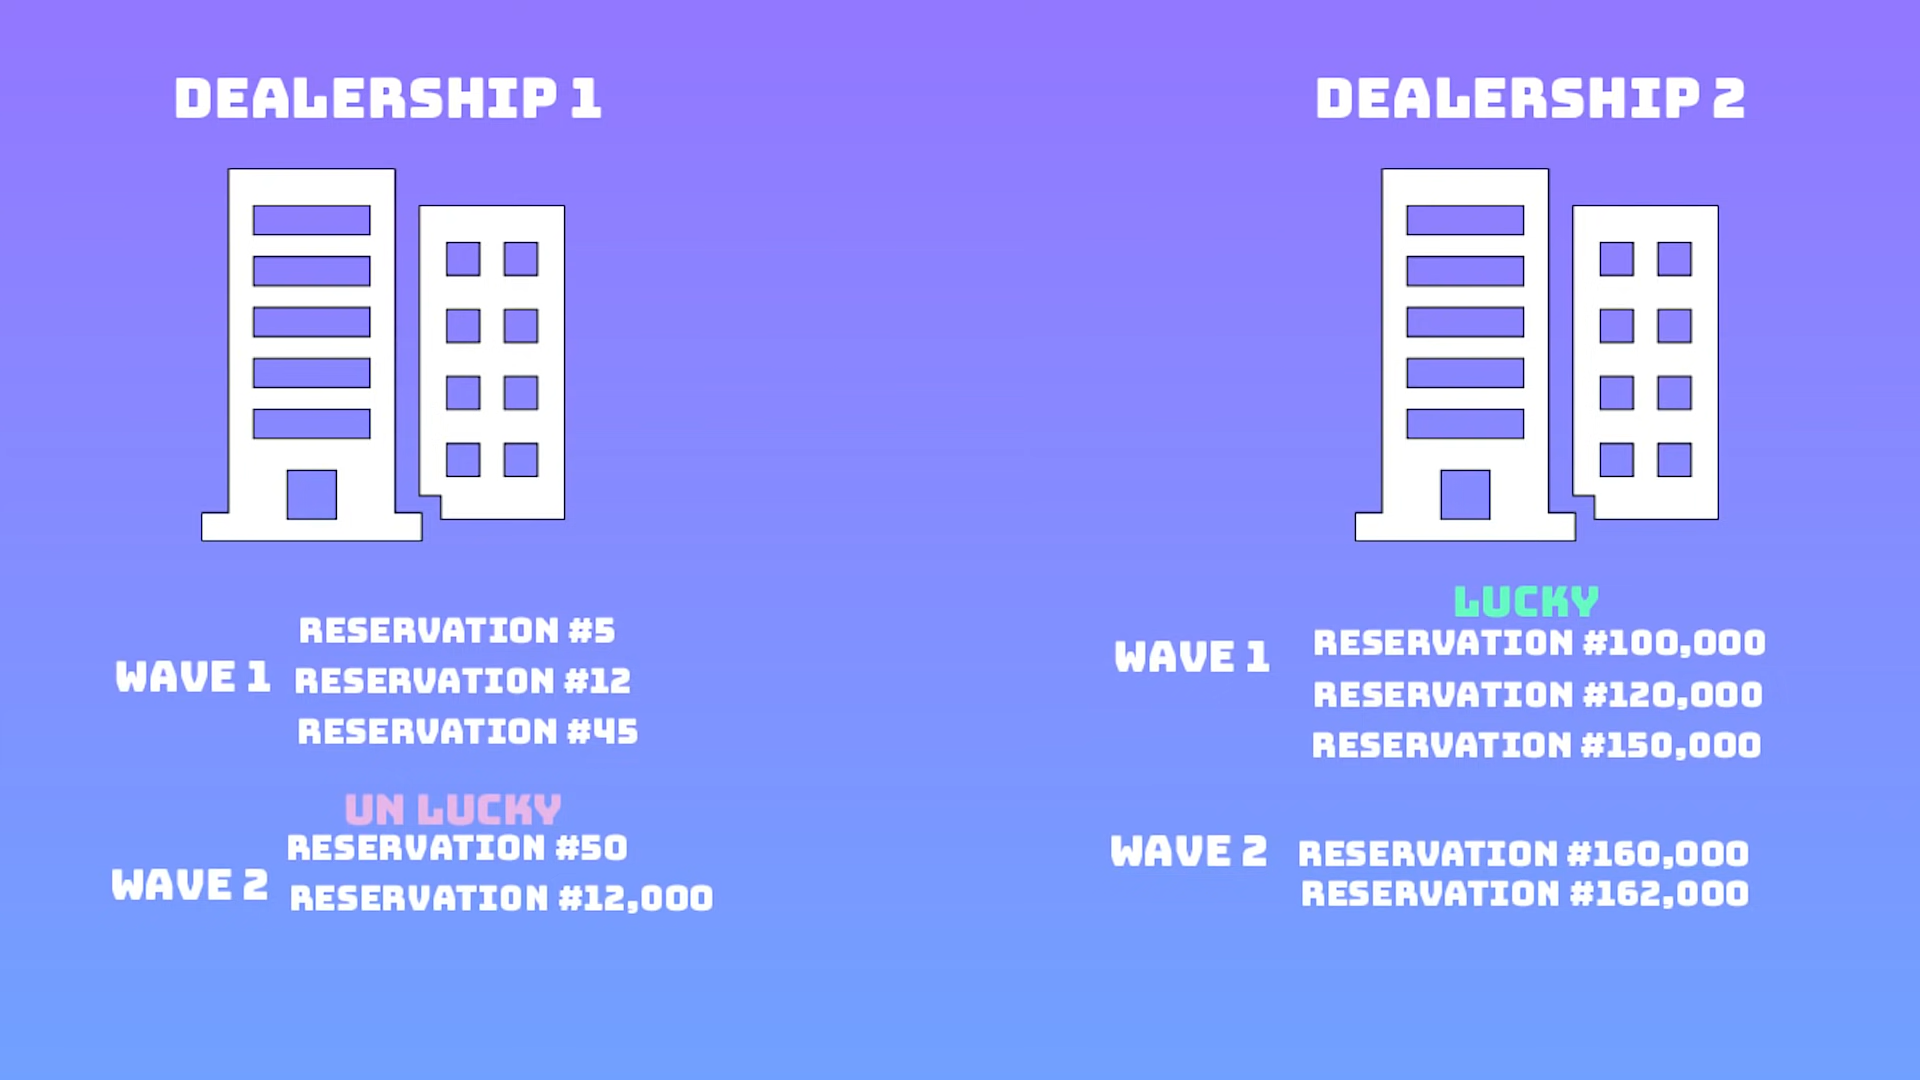 DEALERSHIP 1
WAVE 1
RESERVATION #5
RESERVATION #12
RESERVATION #45
UN LUCKY
WAVE 2
RESERVATION #50
RESERVATION #12,000
DEALERSHIP 2
LUCKY
WAVE 1
RESERVATION #100,000
RESERVATION #120,000
RESERVATION #150,000
WAVE 2
RESERVATION #160,000
RESERVATION #162,000